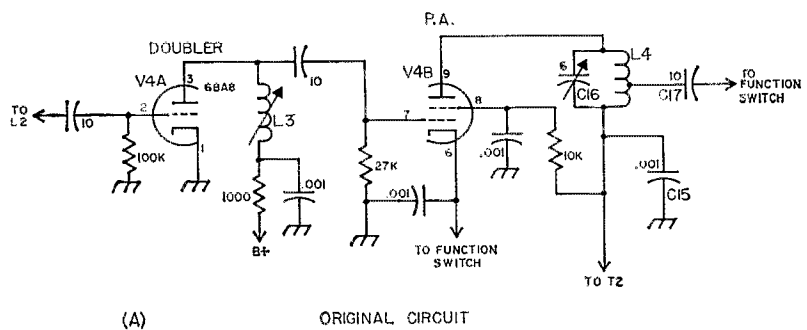 P.A.
DOUBLER
L4
V4A
3
6BA8
10
V4B
9
6
C16
10
C17
TO
FUNCTION
SWITCH
TO
L2
10
2
L3
7
8
100K
1
27K
6
.001
10K
.001
C15
1000
.001
.001
B+
TO FUNCTION
SWITCH
TO T2
(A)
ORIGINAL CIRCUIT